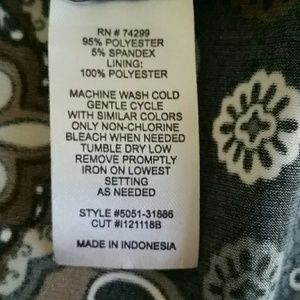 RN # 74299
95% POLYESTER
5% SPANDEX
LINING:
100% POLYESTER
MACHINE WASH COLD
GENTLE CYCLE
WITH SIMILAR COLORS
ONLY NON-CHLORINE
BLEACH WHEN NEEDED
TUMBLE DRY LOW
REMOVE PROMPTLY
IRON ON LOWEST
SETTING
AS NEEDED
STYLE #5051-31886
CUT #I121118B
MADE IN INDONESIA